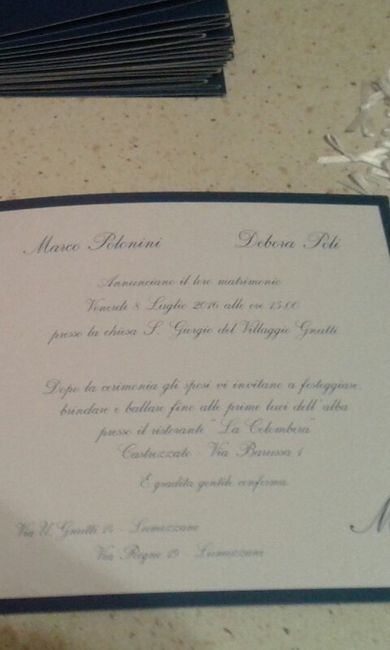 Marco Polonini Debora Poli
Annunciano il loro matrimonio
Venerdì 8 Luglio 2016 alle ore 15.00
presso la chiesa S. Giorgio del Villaggio Gnutti
Dopo la cerimonia gli sposi vi invitano a festeggiare,
brindare e ballare fino alle prime luci dell'alba
presso il ristorante "La Colombera"
Castrezzato Via Barussa 1
È gradita gentile conferma
Via U. Gnutti 24 - Lumezzane
Via Regne 19 - Lumezzane